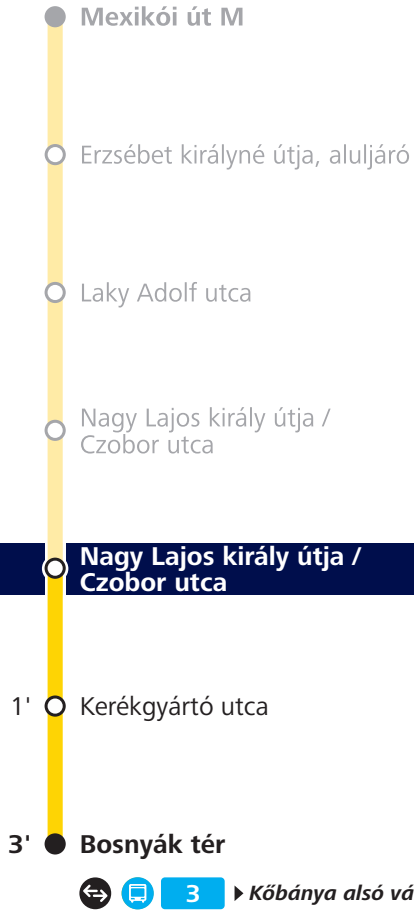 Mexikói út M
Erzsébet királyné útja, aluljáró
Laky Adolf utca
Nagy Lajos király útja /
Czobor utca
Nagy Lajos király útja /
Czobor utca
1' Kerékgyártó utca
3' Bosnyák tér
3 Kőbánya alsó vá